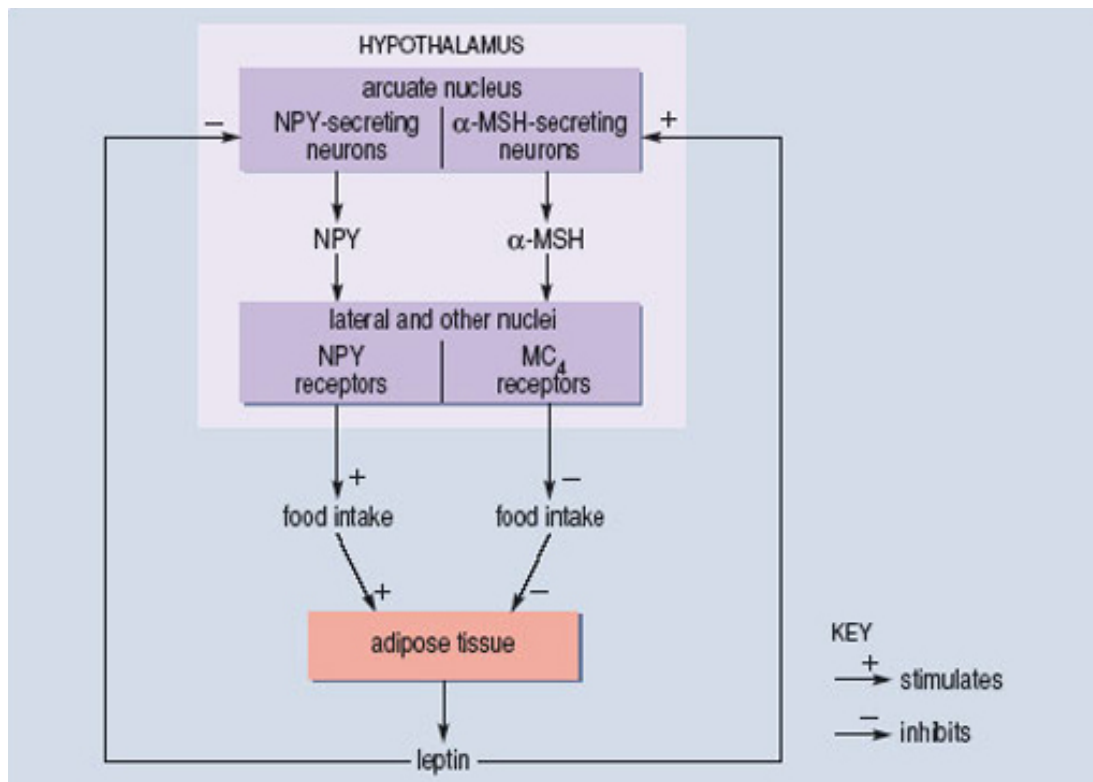 HYPOTHALAMUS
arcuate nucleus
NPY-secreting
neurons
α-MSH-secreting
neurons
−
+
NPY
α-MSH
lateral and other nuclei
NPY
receptors
MC₄
receptors
+
−
food intake
food intake
+
−
adipose tissue
leptin
KEY
+
stimulates
−
inhibits